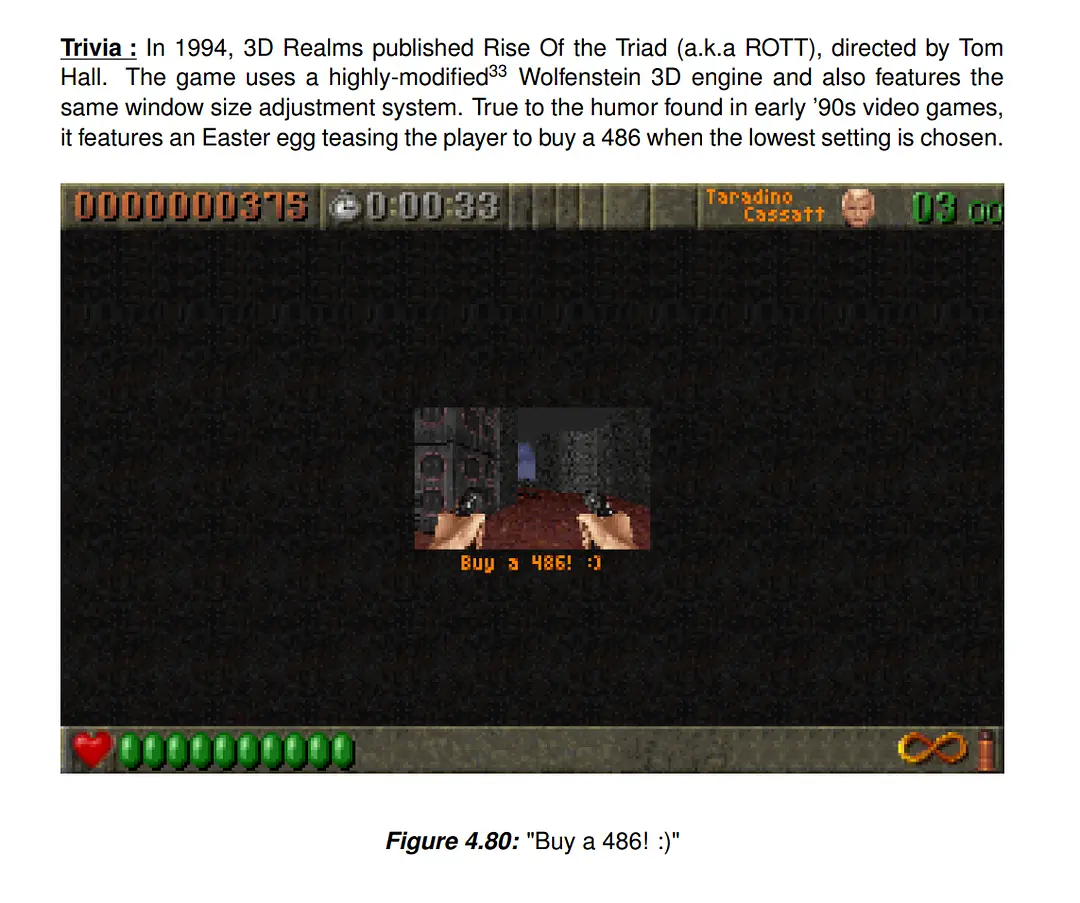 Trivia : In 1994, 3D Realms published Rise Of the Triad (a.k.a ROTT), directed by Tom
Hall. The game uses a highly-modified33 Wolfenstein 3D engine and also features the
same window size adjustment system. True to the humor found in early ’90s video games,
it features an Easter egg teasing the player to buy a 486 when the lowest setting is chosen.
0000000375 0:00:33 Taradino 03 00
Cassatt
Buy a 486! :)
Figure 4.80: "Buy a 486! :)"